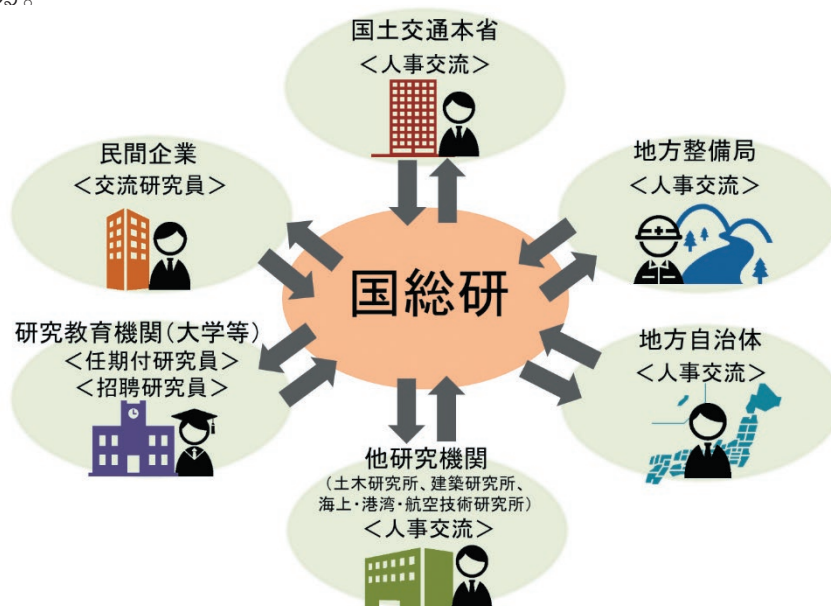 る。
国土交通本省
＜人事交流＞
民間企業
＜交流研究員＞
地方整備局
＜人事交流＞
国総研
研究教育機関（大学等）
＜任期付研究員＞
＜招聘研究員＞
地方自治体
＜人事交流＞
他研究機関
（土木研究所、建築研究所、
海上・港湾・航空技術研究所）
＜人事交流＞